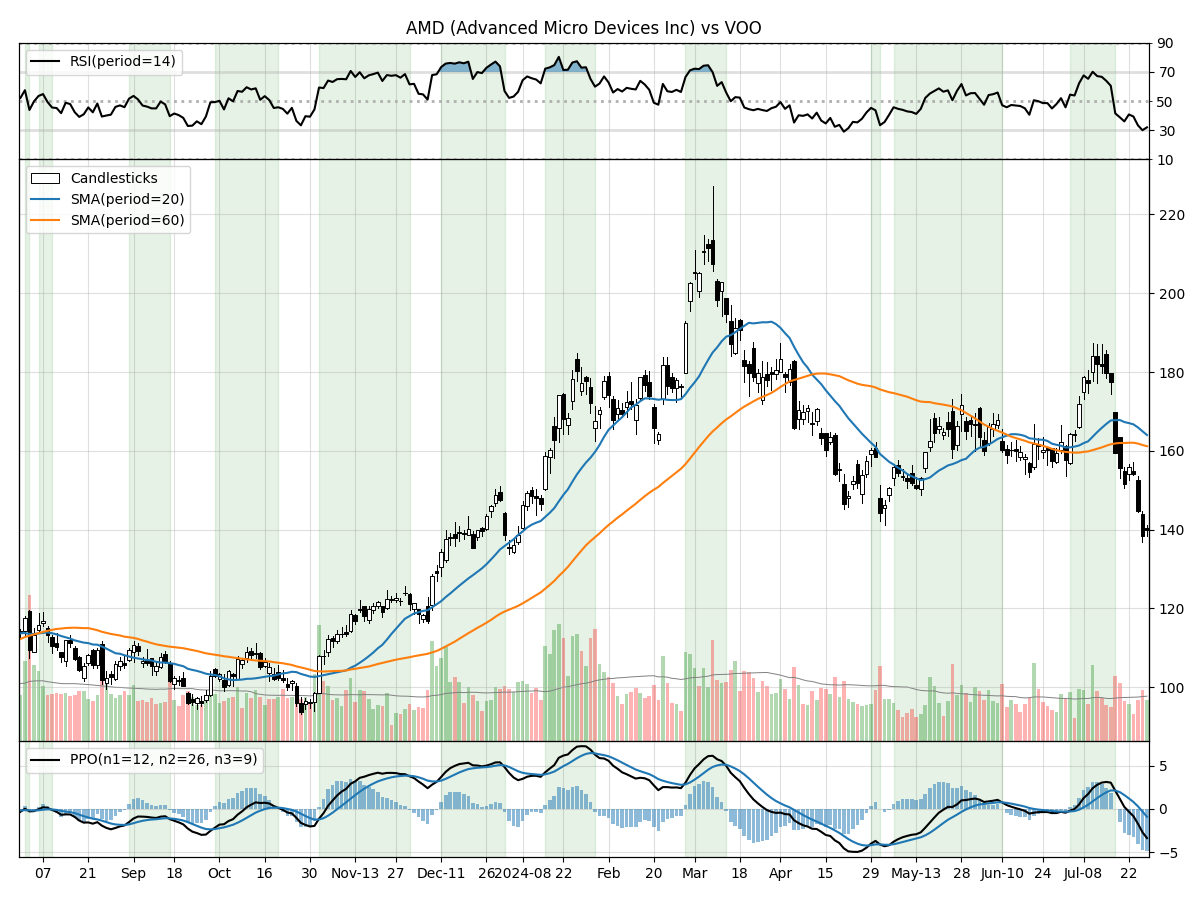 AMD (Advanced Micro Devices Inc) vs VOO
RSI(period=14)
90
70
50
30
10
Candlesticks
SMA(period=20)
SMA(period=60)
220
200
180
160
140
120
100
PPO(n1=12, n2=26, n3=9)
5
0
−5
07 21 Sep 18 Oct 16 30 Nov-13 27 Dec-11 26 2024-08 22 Feb 20 Mar 18 Apr 15 29 May-13 28 Jun-10 24 Jul-08 22